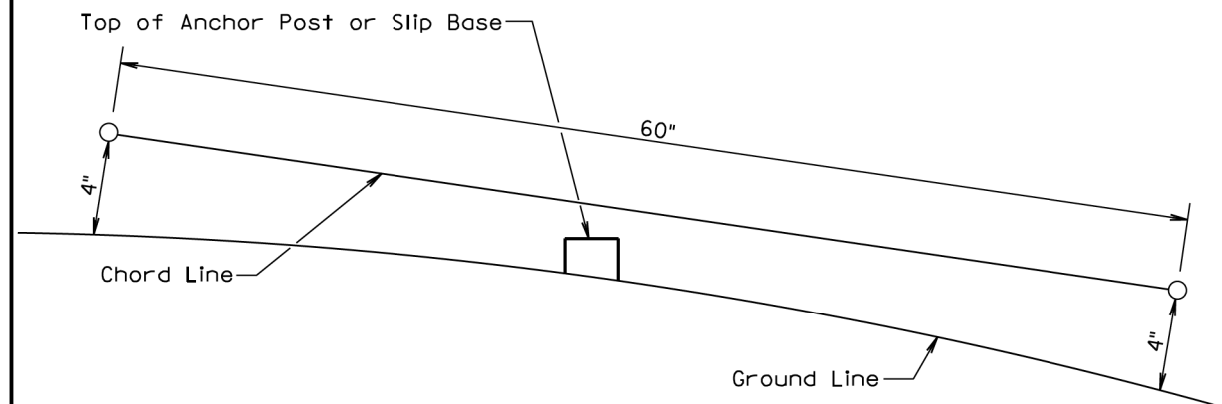 Top of Anchor Post or Slip Base
60"
4"
Chord Line
4"
Ground Line